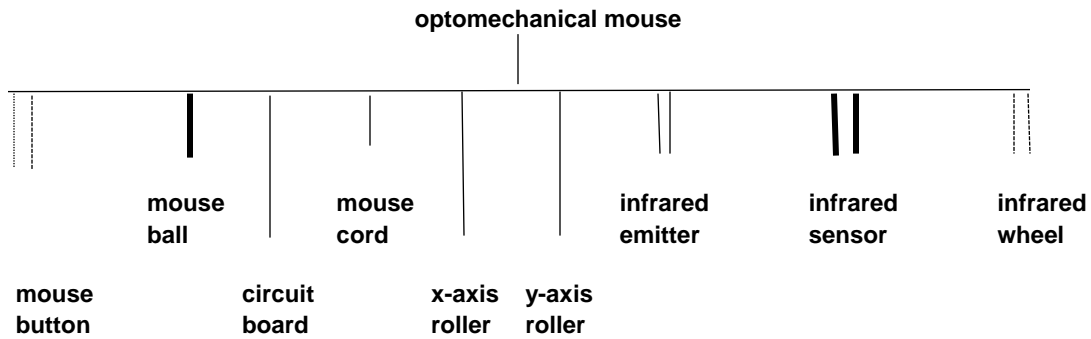 optomechanical mouse
mouse mouse infrared infrared infrared
ball cord emitter sensor wheel
mouse circuit x-axis y-axis
button board roller roller